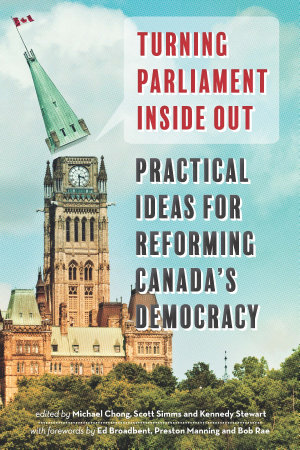 TURNING
PARLIAMENT
INSIDE OUT
PRACTICAL
IDEAS FOR
REFORMING
CANADA'S
DEMOCRACY
edited by Michael Chong, Scott Simms and Kennedy Stewart
with forewords by Ed Broadbent, Preston Manning and Bob Rae